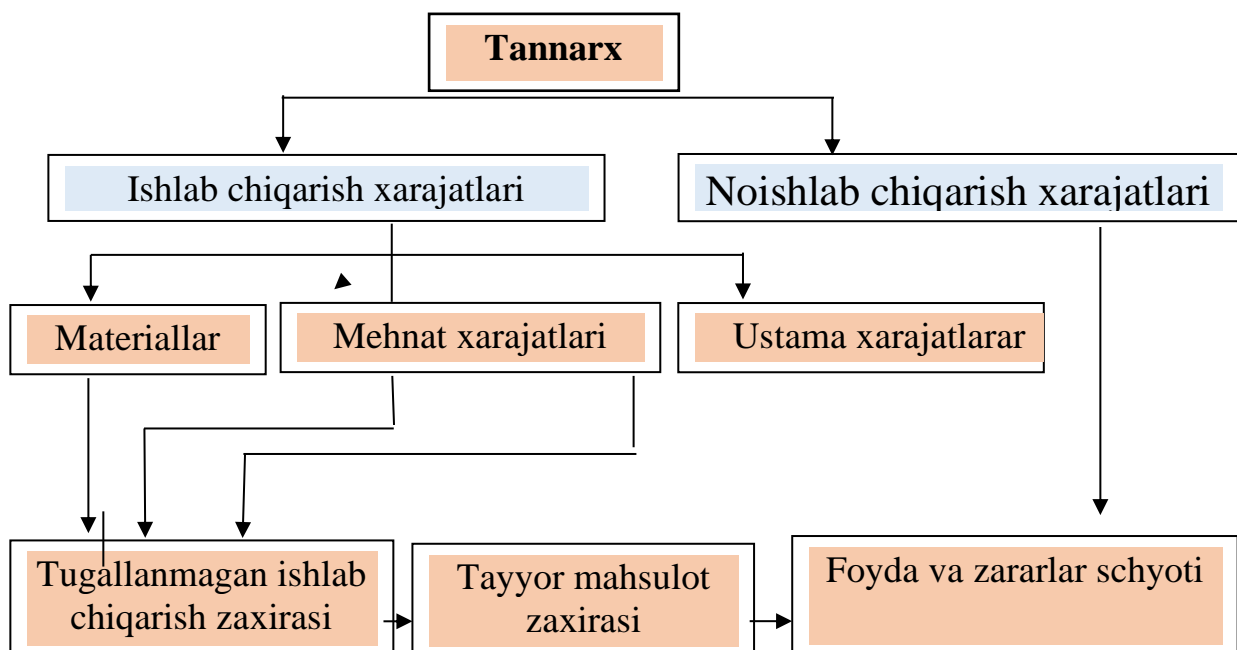 Tannarx
Ishlab chiqarish xarajatlari
Noishlab chiqarish xarajatlari
Materiallar
Mehnat xarajatlari
Ustama xarajatlarar
Tugallanmagan ishlab
chiqarish zaxirasi
Tayyor mahsulot
zaxirasi
Foyda va zararlar schyoti